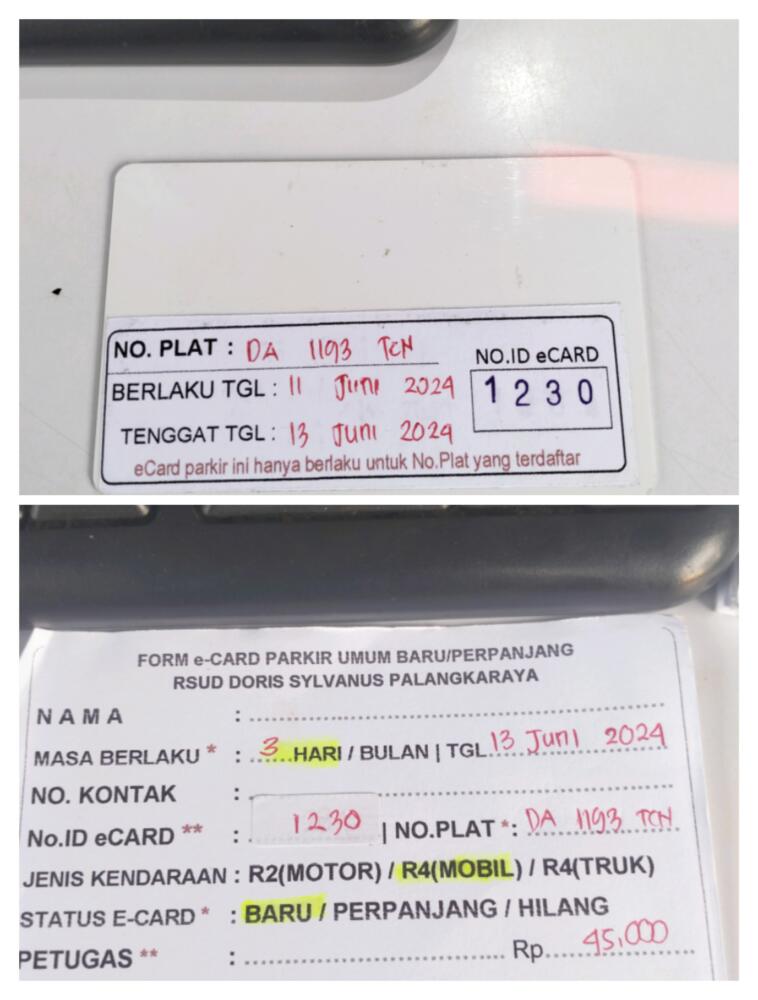 NO. PLAT : DA 1193 TCN
NO.ID eCARD
BERLAKU TGL : 11 Juni 2024
1230
TENGGAT TGL : 13 Juni 2024
eCard parkir ini hanya berlaku untuk No.Plat yang terdaftar
FORM e-CARD PARKIR UMUM BARU/PERPANJANG
RSUD DORIS SYLVANUS PALANGKARAYA
NAMA : ........................
MASA BERLAKU * : 3 HARI / BULAN | TGL 13 Juni 2024
NO. KONTAK : ........................
No.ID eCARD ** : 1230 | NO.PLAT *: DA 1193 TCN
JENIS KENDARAAN : R2(MOTOR) / R4(MOBIL) / R4(TRUK)
STATUS E-CARD * : BARU / PERPANJANG / HILANG
PETUGAS ** : ........................ Rp. 45.000